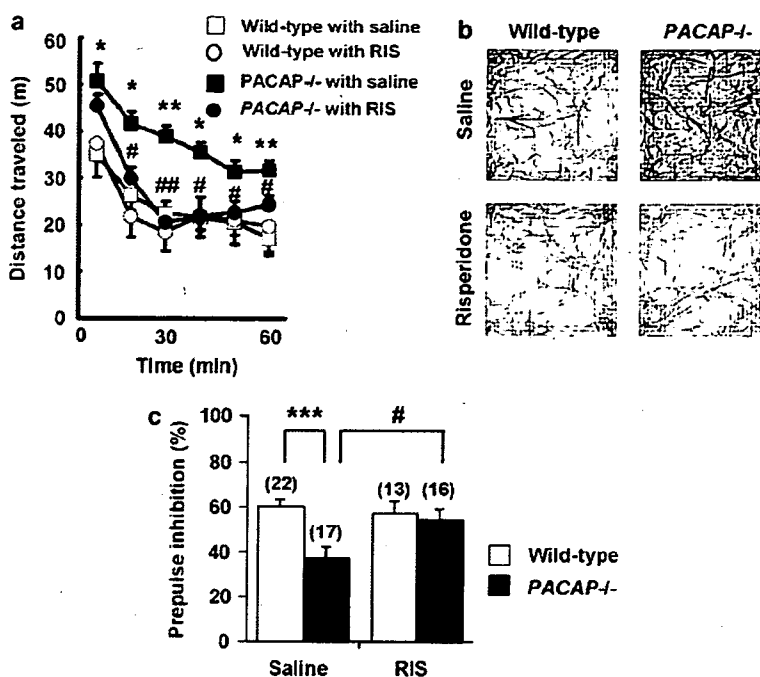 a
Wild-type with saline
Wild-type with RIS
PACAP-/- with saline
PACAP-/- with RIS
Distance traveled (m)
60
50
40
30
20
10
0
* * ** * * **
# ## # # #
0 30 60
Time (min)
b
Wild-type PACAP-/-
Saline
Risperidone
c
Prepulse inhibition (%)
100
80
60
40
20
0
*** #
(22) (17) (13) (16)
Saline RIS
Wild-type
PACAP-/-